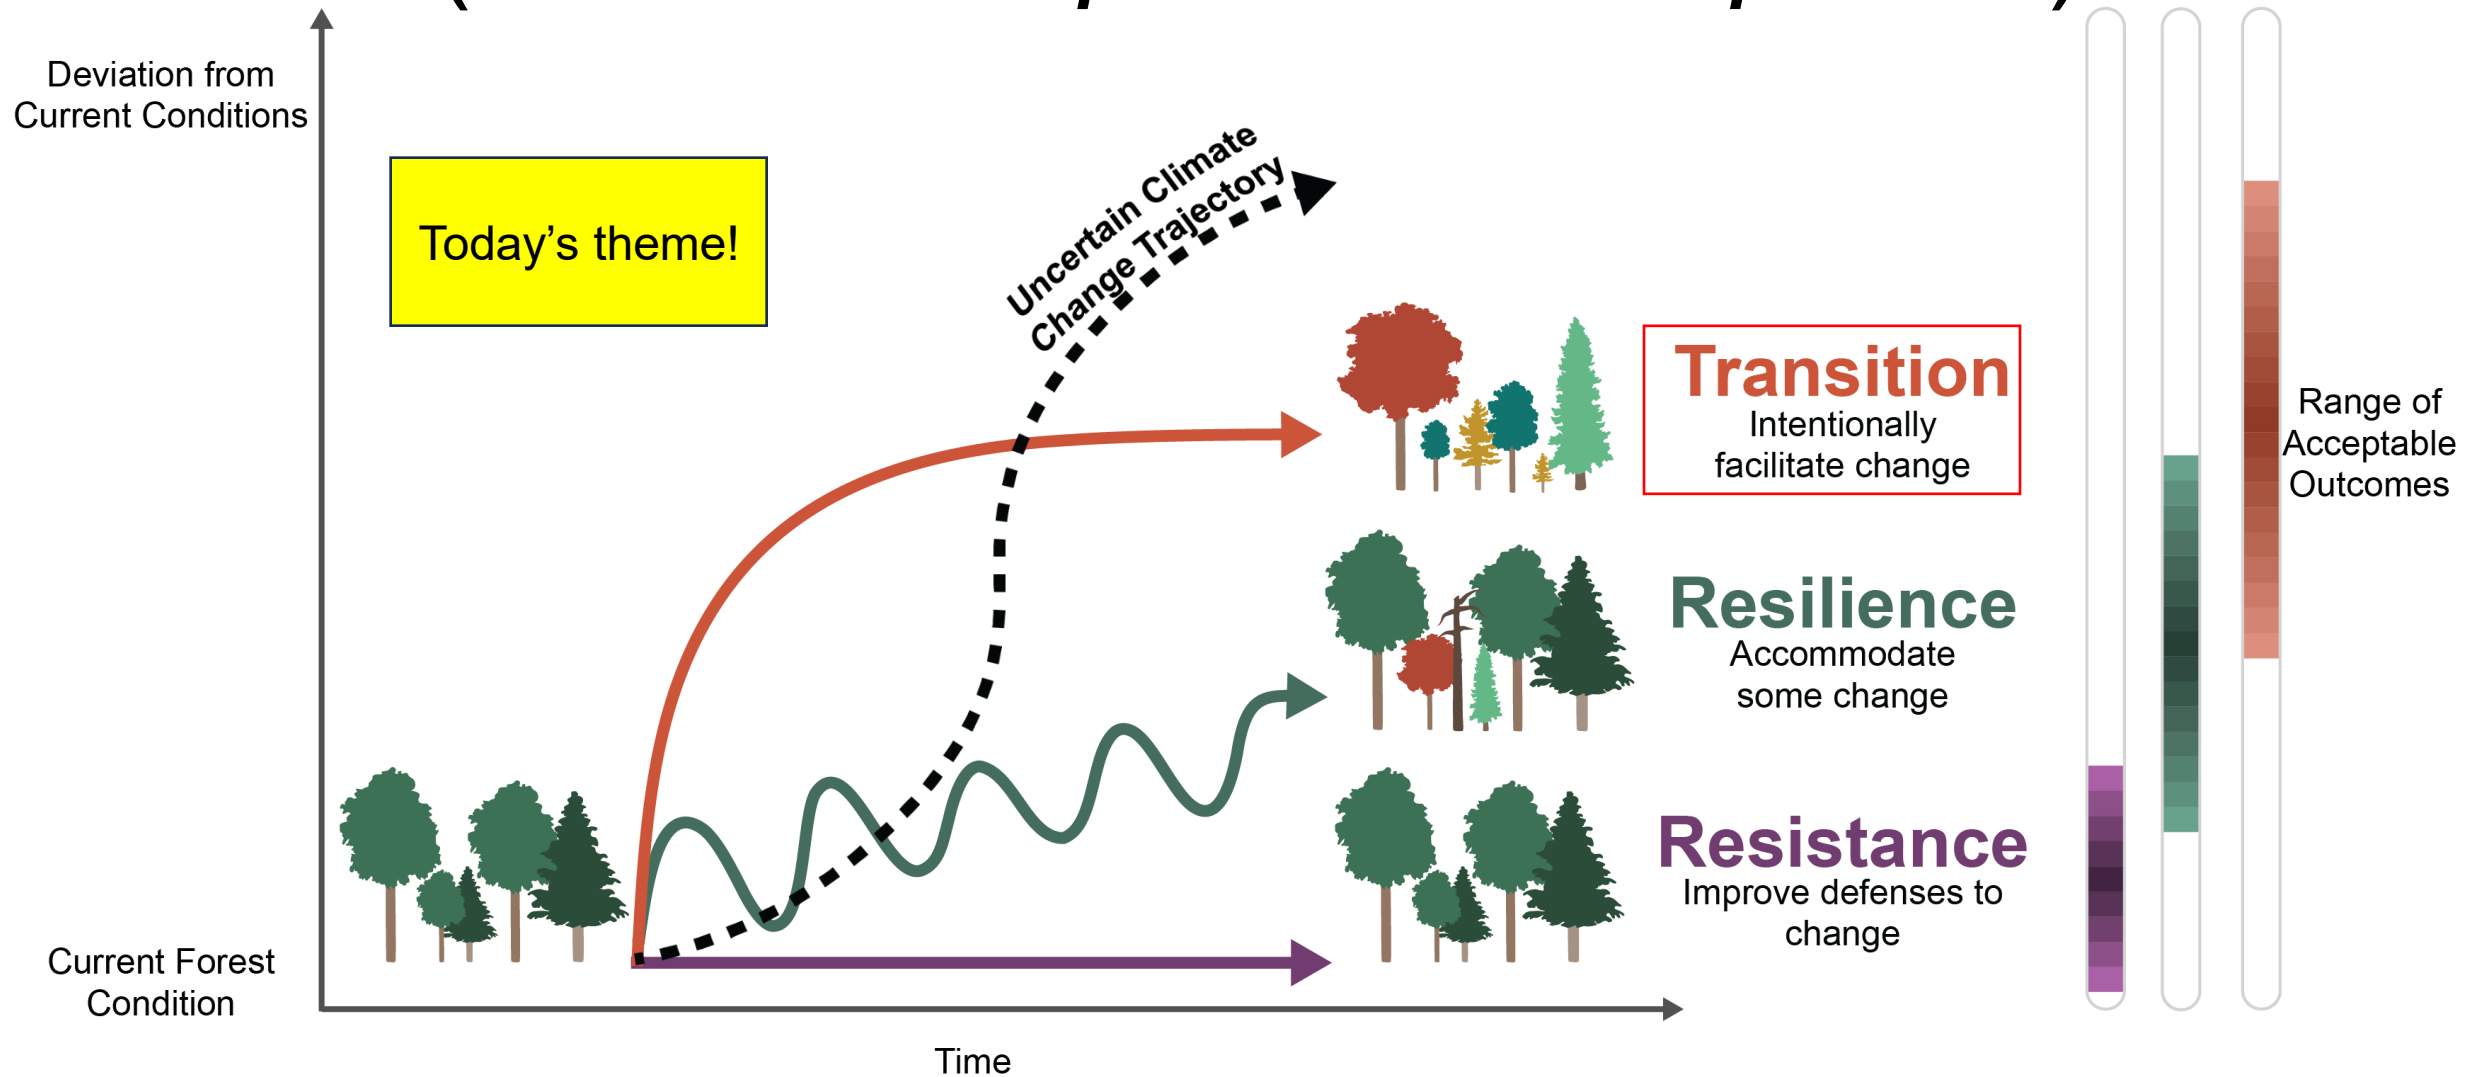 Deviation from
Current Conditions
Today's theme!
Uncertain Climate
Change Trajectory
Transition
Intentionally
facilitate change
Resilience
Accommodate
some change
Resistance
Improve defenses to
change
Range of
Acceptable
Outcomes
Current Forest
Condition
Time